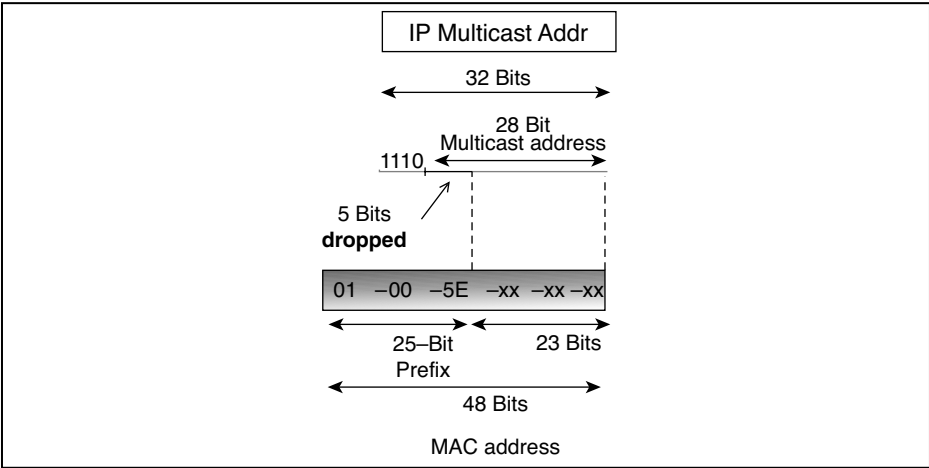 IP Multicast Addr
32 Bits
28 Bit
Multicast address
1110
5 Bits
dropped
01 –00 –5E –xx –xx –xx
25–Bit
Prefix
23 Bits
48 Bits
MAC address